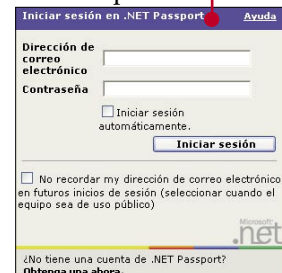 Iniciar sesión en .NET Passport Ayuda
Dirección de
correo
electrónico
Contraseña
Iniciar sesión
automáticamente.
Iniciar sesión
No recordar my dirección de correo electrónico
en futuros inicios de sesión (seleccionar cuando el
equipo sea de uso público)
Microsoft
.net
¿No tiene una cuenta de .NET Passport?
Obtenga una ahora.